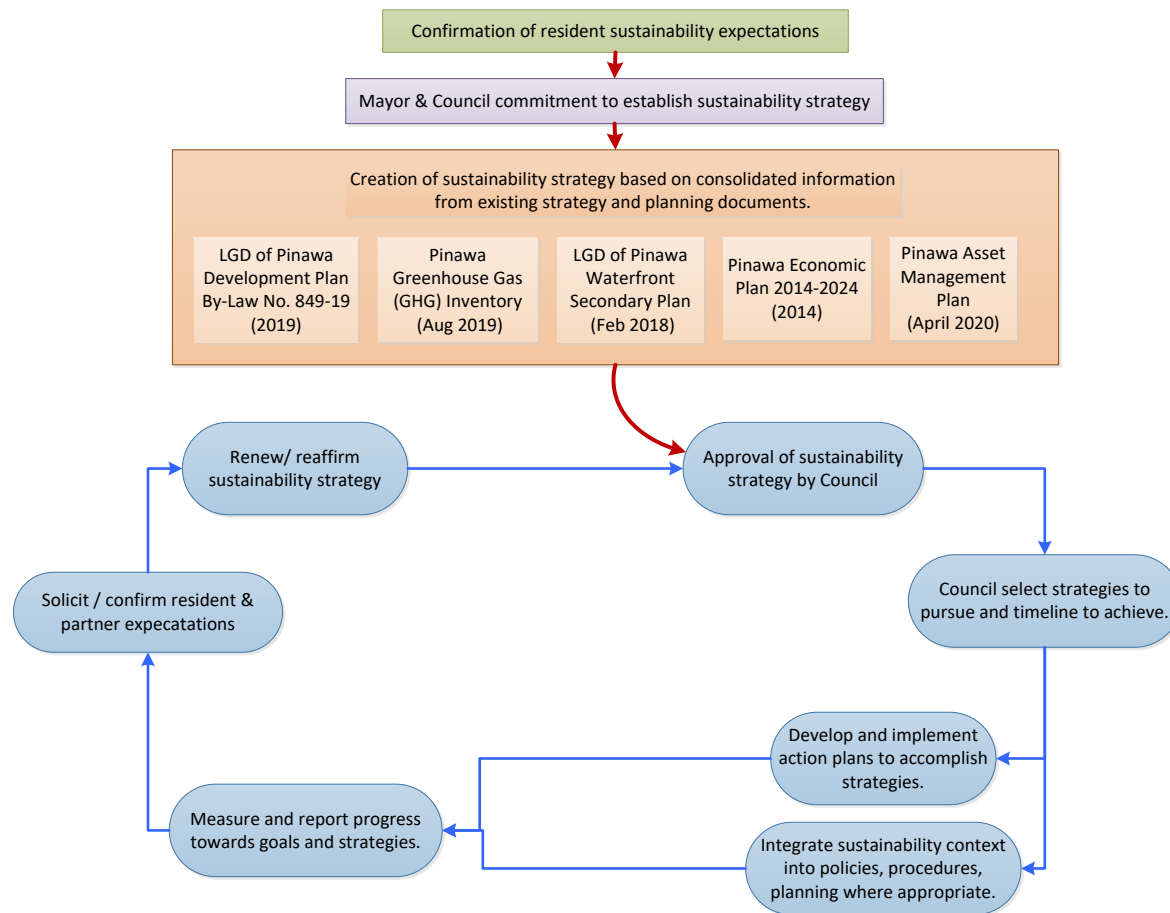 Confirmation of resident sustainability expectations
Mayor & Council commitment to establish sustainability strategy
Creation of sustainability strategy based on consolidated information
from existing strategy and planning documents.
LGD of Pinawa
Development Plan
By-Law No. 849-19
(2019)
Pinawa
Greenhouse Gas
(GHG) Inventory
(Aug 2019)
LGD of Pinawa
Waterfront
Secondary Plan
(Feb 2018)
Pinawa Economic
Plan 2014-2024
(2014)
Pinawa Asset
Management
Plan
(April 2020)
Renew/ reaffirm
sustainability strategy
Approval of sustainability
strategy by Council
Solicit / confirm resident &
partner expecatations
Council select strategies to
pursue and timeline to achieve.
Develop and implement
action plans to accomplish
strategies.
Measure and report progress
towards goals and strategies.
Integrate sustainability context
into policies, procedures,
planning where appropriate.